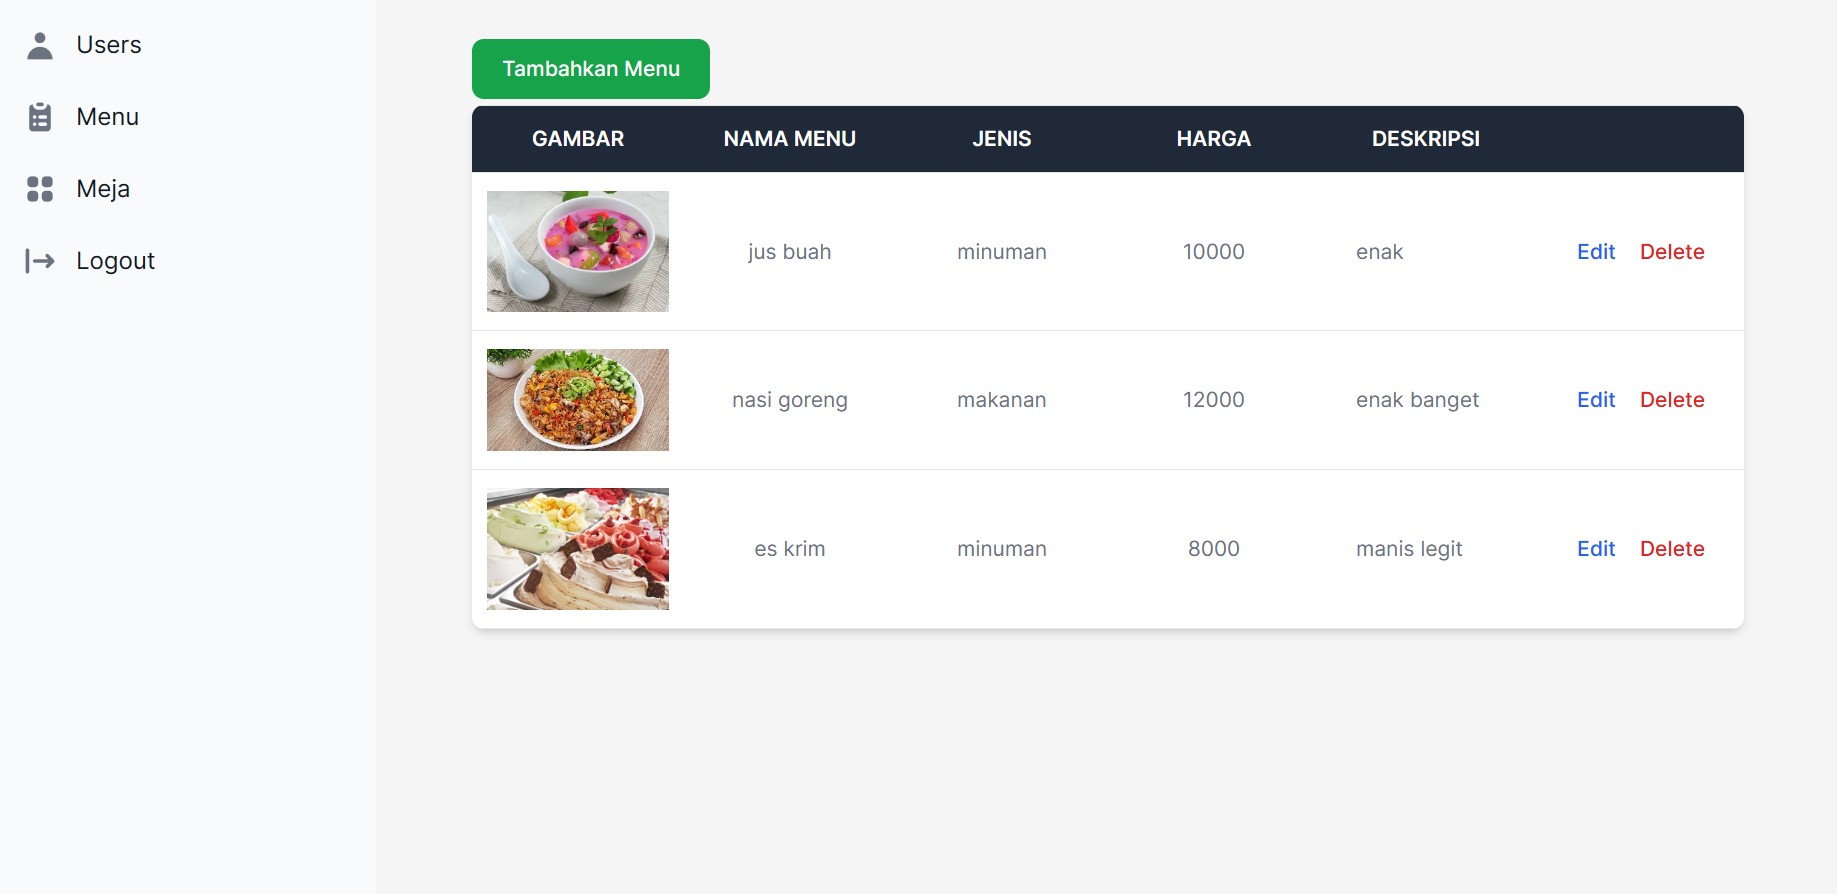 Users
Menu
Meja
Logout
Tambahkan Menu
GAMBAR NAMA MENU JENIS HARGA DESKRIPSI
jus buah minuman 10000 enak Edit Delete
nasi goreng makanan 12000 enak banget Edit Delete
es krim minuman 8000 manis legit Edit Delete